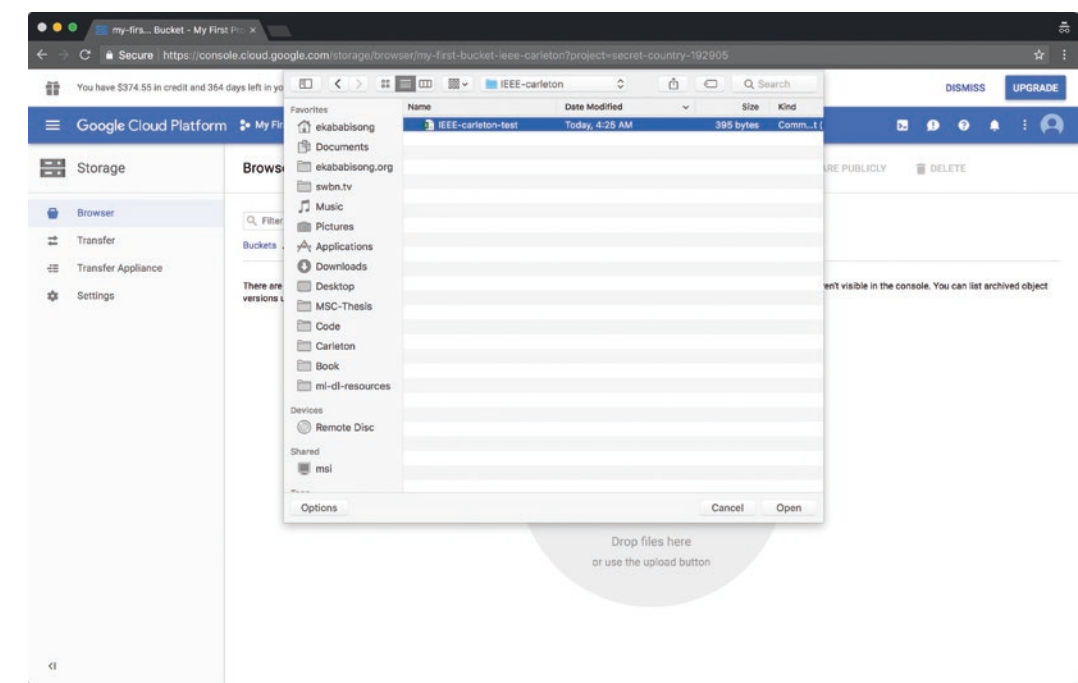 my-firs... Bucket - My First Pro
Secure https://console.cloud.google.com/storage/browser/my-first-bucket-ieee-carleton?project=secret-country-192905
You have $374.55 in credit and 364 days left in yo
DISMISS
UPGRADE
Google Cloud Platform
My Fir
Storage
Brows
RE PUBLICLY
DELETE
Browser
Transfer
Transfer Appliance
Settings
Filter
Buckets
There are
versions u
en't visible in the console. You can list archived object
IEEE-carleton
Search
Favorites
ekababisong
Documents
ekababisong.org
swbn.tv
Music
Pictures
Applications
Downloads
Desktop
MSC-Thesis
Code
Carleton
Book
ml-dl-resources
Devices
Remote Disc
Shared
msi
Name Date Modified Size Kind
IEEE-carleton-test Today, 4:25 AM 395 bytes Comm...t (
Options
Cancel
Open
Drop files here
or use the upload button